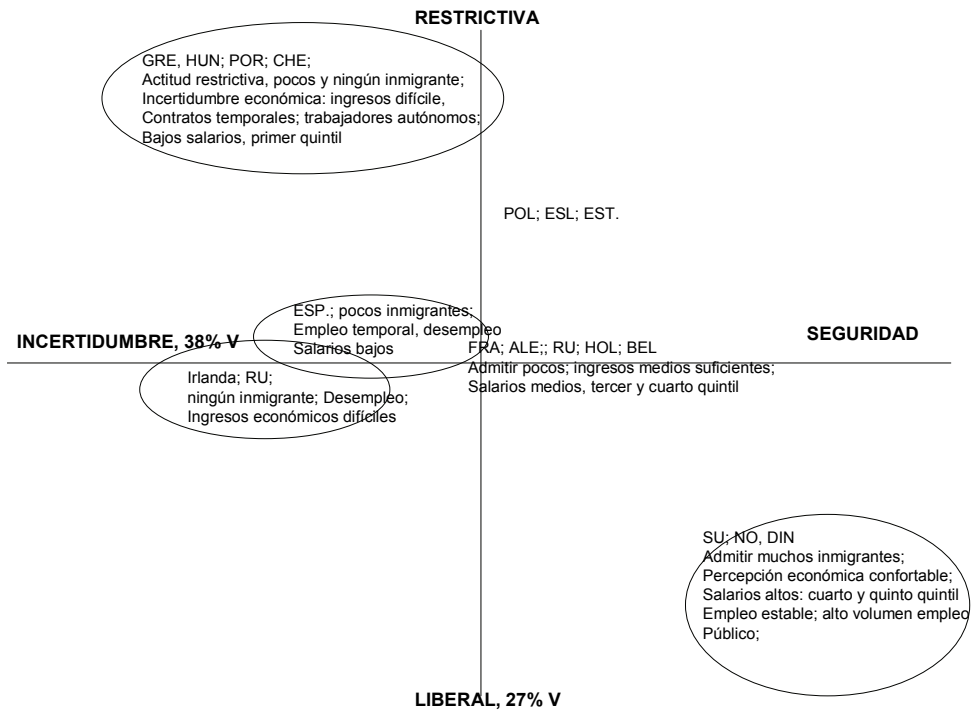 RESTRICTIVA
GRE, HUN; POR; CHE;
Actitud restrictiva, pocos y ningún inmigrante;
Incertidumbre económica: ingresos difícile,
Contratos temporales; trabajadores autónomos;
Bajos salarios, primer quintil
POL; ESL; EST.
ESP.; pocos inmigrantes;
Empleo temporal, desempleo
Salarios bajos
INCERTIDUMBRE, 38% V
SEGURIDAD
FRA; ALE;; RU; HOL; BEL
Admitir pocos; ingresos medios suficientes;
Salarios medios, tercer y cuarto quintil
Irlanda; RU;
ningún inmigrante; Desempleo;
Ingresos económicos difíciles
SU; NO, DIN
Admitir muchos inmigrantes;
Percepción económica confortable;
Salarios altos: cuarto y quinto quintil
Empleo estable; alto volumen empleo
Público;
LIBERAL, 27% V